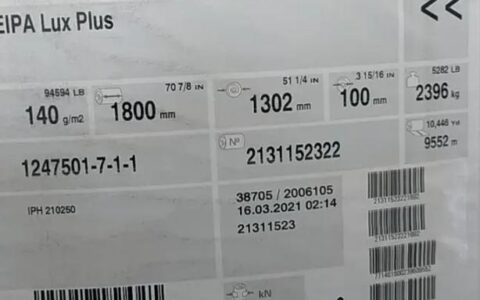 EIPA Lux Plus
<<
94594 LB
140 g/m2
70 7/8 IN
1800 mm
51 1/4 IN
1302 mm
3 15/16 IN
100 mm
5282 LB
2396 kg
10,446 YD
9552 m
1247501-7-1-1
Nº
2131152322
IPH 210250
38705 / 2006105
16.03.2021 02:14
21311523
kN